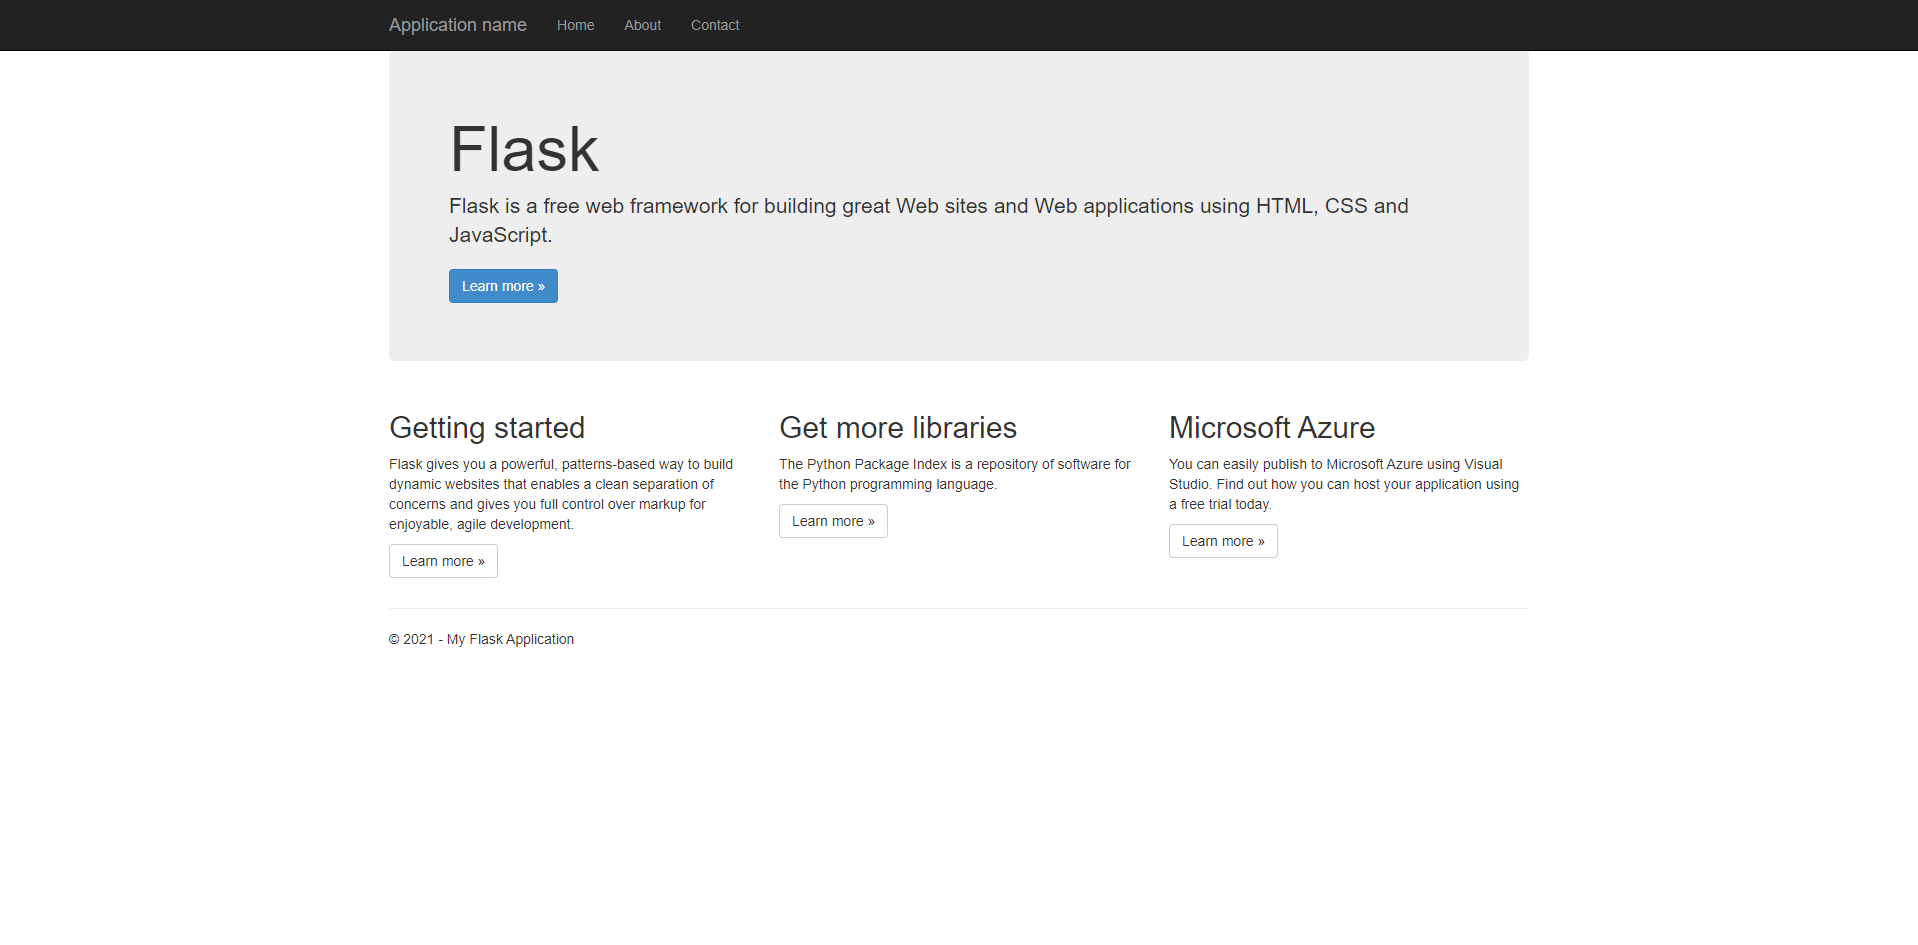 Application name Home About Contact
Flask
Flask is a free web framework for building great Web sites and Web applications using HTML, CSS and
JavaScript.
Learn more »
Getting started
Flask gives you a powerful, patterns-based way to build
dynamic websites that enables a clean separation of
concerns and gives you full control over markup for
enjoyable, agile development.
Learn more »
Get more libraries
The Python Package Index is a repository of software for
the Python programming language.
Learn more »
Microsoft Azure
You can easily publish to Microsoft Azure using Visual
Studio. Find out how you can host your application using
a free trial today.
Learn more »
© 2021 - My Flask Application